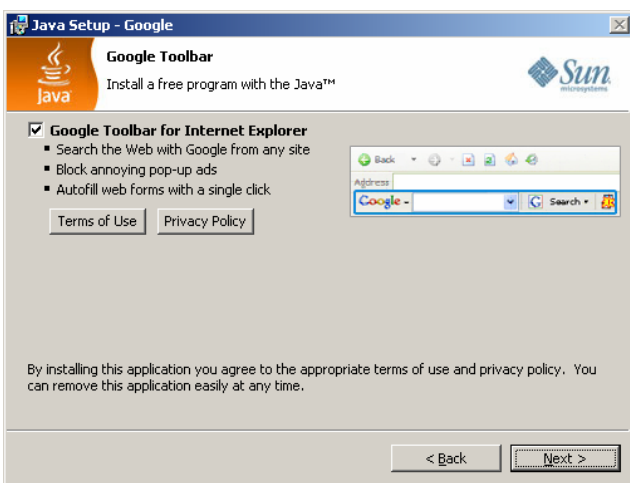 Java Setup - Google
Java
Google Toolbar
Install a free program with the Java™
Sun
microsystems
Google Toolbar for Internet Explorer
Search the Web with Google from any site
Block annoying pop-up ads
Autofill web forms with a single click
Terms of Use Privacy Policy
Back
Address
Google Search
By installing this application you agree to the appropriate terms of use and privacy policy. You
can remove this application easily at any time.
< Back Next >